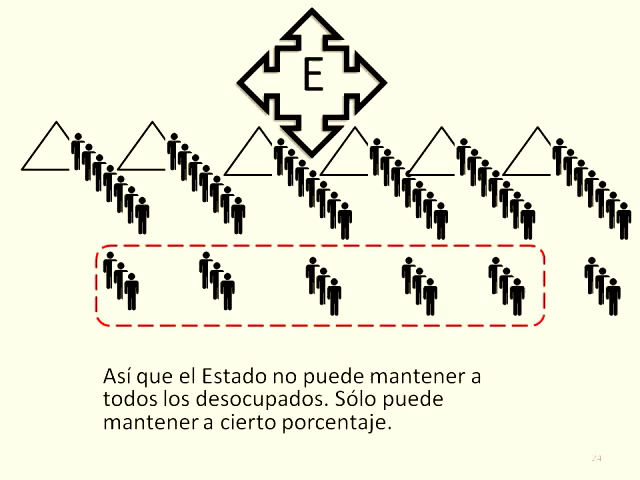 E
Así que el Estado no puede mantener a
todos los desocupados. Sólo puede
mantener a cierto porcentaje.
24